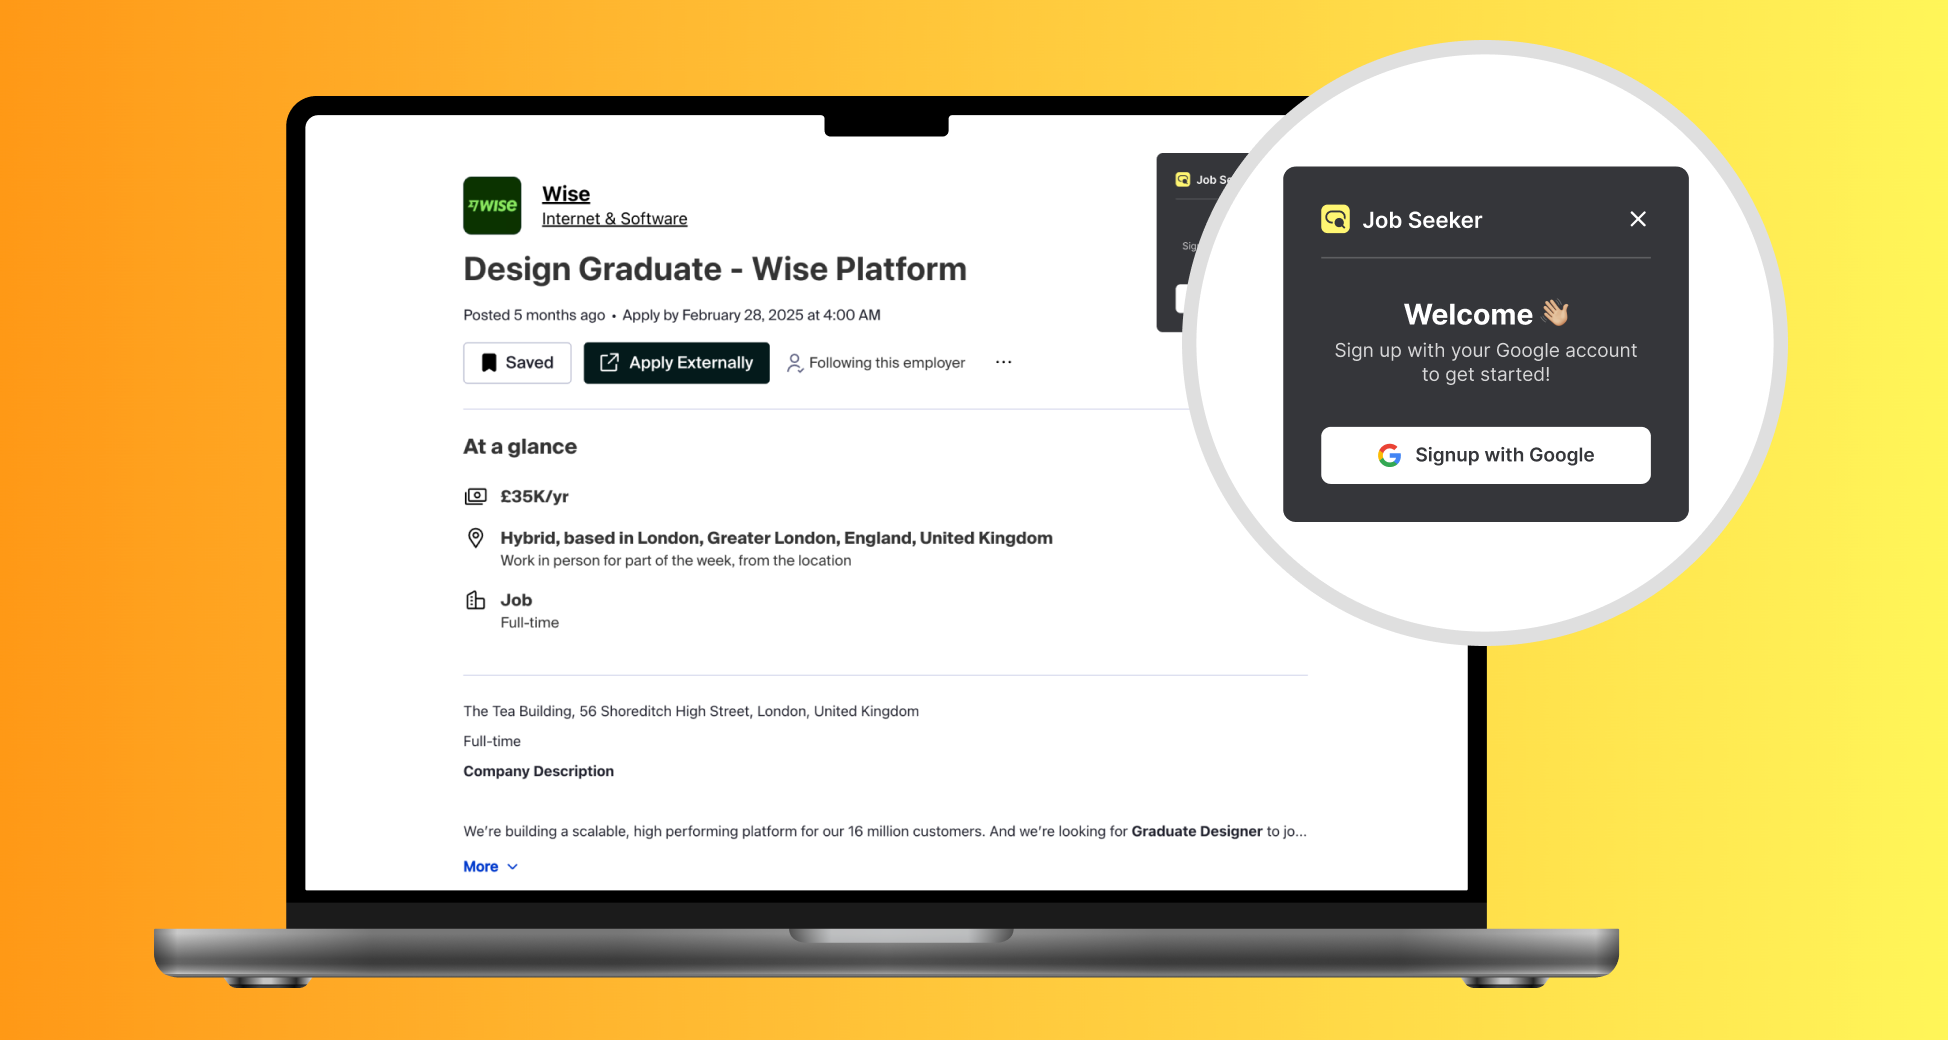 WISE
Wise
Internet & Software
Design Graduate - Wise Platform
Posted 5 months ago • Apply by February 28, 2025 at 4:00 AM
Saved
Apply Externally
Following this employer
...
At a glance
£35K/yr
Hybrid, based in London, Greater London, England, United Kingdom
Work in person for part of the week, from the location
Job
Full-time
The Tea Building, 56 Shoreditch High Street, London, United Kingdom
Full-time
Company Description
We’re building a scalable, high performing platform for our 16 million customers. And we’re looking for Graduate Designer to jo...
More
Job Se
Sig
Job Seeker
Welcome 👋🏼
Sign up with your Google account
to get started!
Signup with Google